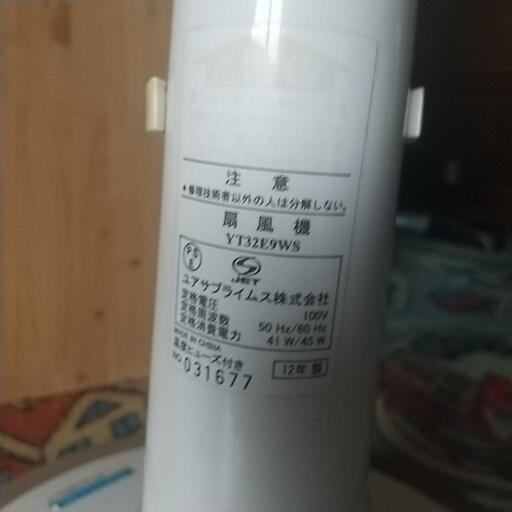 注意
●修理技術者以外の人は分解しない。
扇風機
YT32E9WS
PS
E
JET
ユアサプライムス株式会社
定格電圧 100V
定格周波数 50 Hz/60 Hz
定格消費電力 41 W/45 W
MADE IN CHINA
温度ヒューズ付き
NO 031677
12年 製